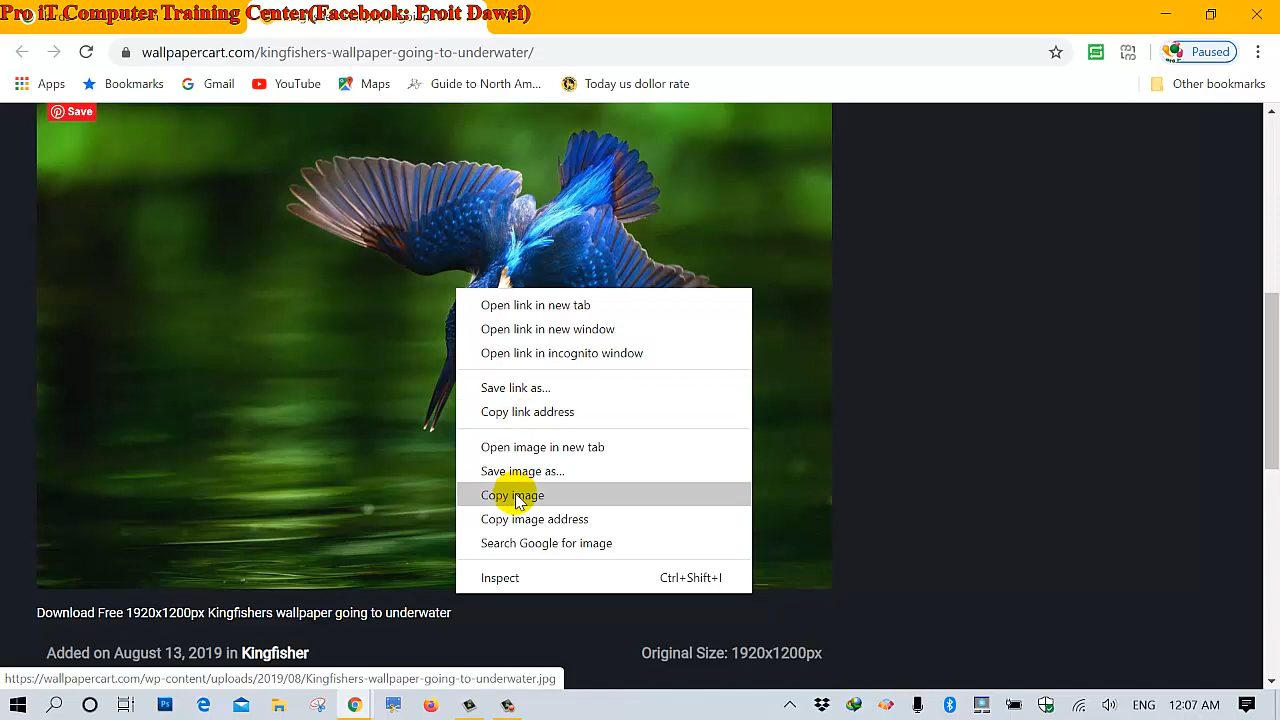 Pro iT Computer Training Center(Facebook: Proit Dawei)
wallpapercart.com/kingfishers-wallpaper-going-to-underwater/
Paused
Apps
Bookmarks
Gmail
YouTube
Maps
Guide to North Am...
Today us dollor rate
Other bookmarks
Save
Open link in new tab
Open link in new window
Open link in incognito window
Save link as...
Copy link address
Open image in new tab
Save image as...
Copy image
Copy image address
Search Google for image
Inspect Ctrl+Shift+I
Download Free 1920x1200px Kingfishers wallpaper going to underwater
Added on August 13, 2019 in Kingfisher
Original Size: 1920x1200px
https://wallpapercart.com/wp-content/uploads/2019/08/Kingfishers-wallpaper-going-to-underwater.jpg
ENG
12:07 AM